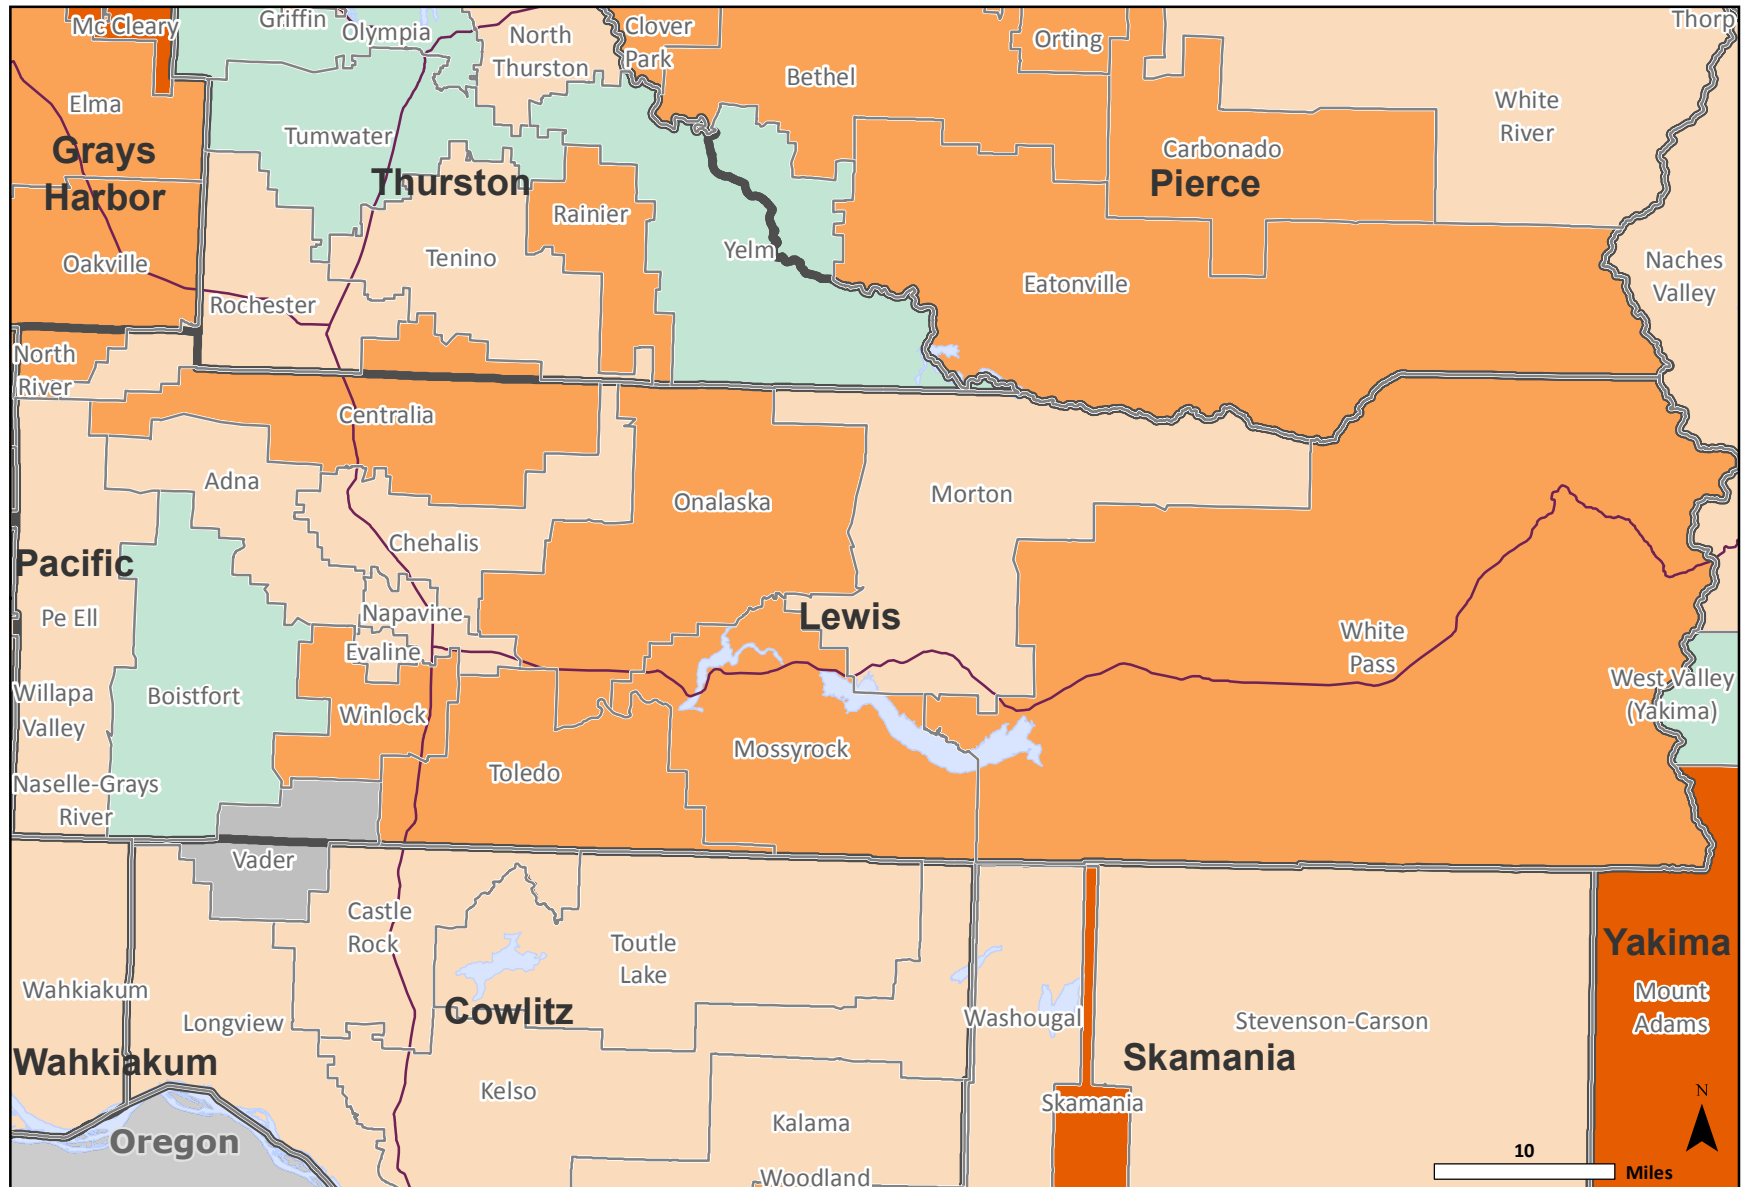 Mc Cleary
Griffin
Olympia
North
Thurston
Clover
Park
Orting
Thorp
Bethel
Elma
White
River
Tumwater
Carbonado
Grays
Harbor
Thurston
Pierce
Rainier
Yelm
Oakville
Tenino
Eatonville
Naches
Valley
Rochester
North
River
Centralia
Adna
Onalaska
Morton
Chehalis
Pacific
Pe Ell
Napavine
Lewis
Evaline
White
Pass
Willapa
Valley
Boistfort
Winlock
West Valley
(Yakima)
Mossyrock
Toledo
Naselle-Grays
River
Vader
Castle
Rock
Toutle
Lake
Yakima
Wahkiakum
Longview
Cowlitz
Washougal
Stevenson-Carson
Mount
Adams
Wahkiakum
Skamania
Kelso
Skamania
Kalama
Oregon
Woodland
N
10
Miles